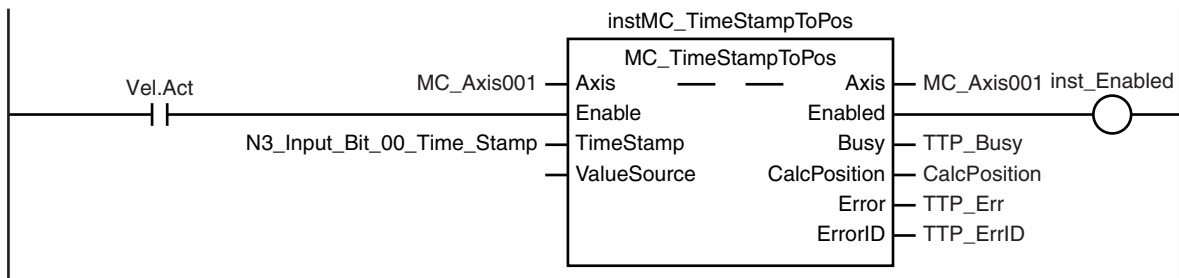 instMC_TimeStampToPos
MC_TimeStampToPos
Vel.Act
MC_Axis001 Axis Axis MC_Axis001 inst_Enabled
Enable Enabled
N3_Input_Bit_00_Time_Stamp TimeStamp Busy TTP_Busy
ValueSource CalcPosition CalcPosition
Error TTP_Err
ErrorID TTP_ErrID